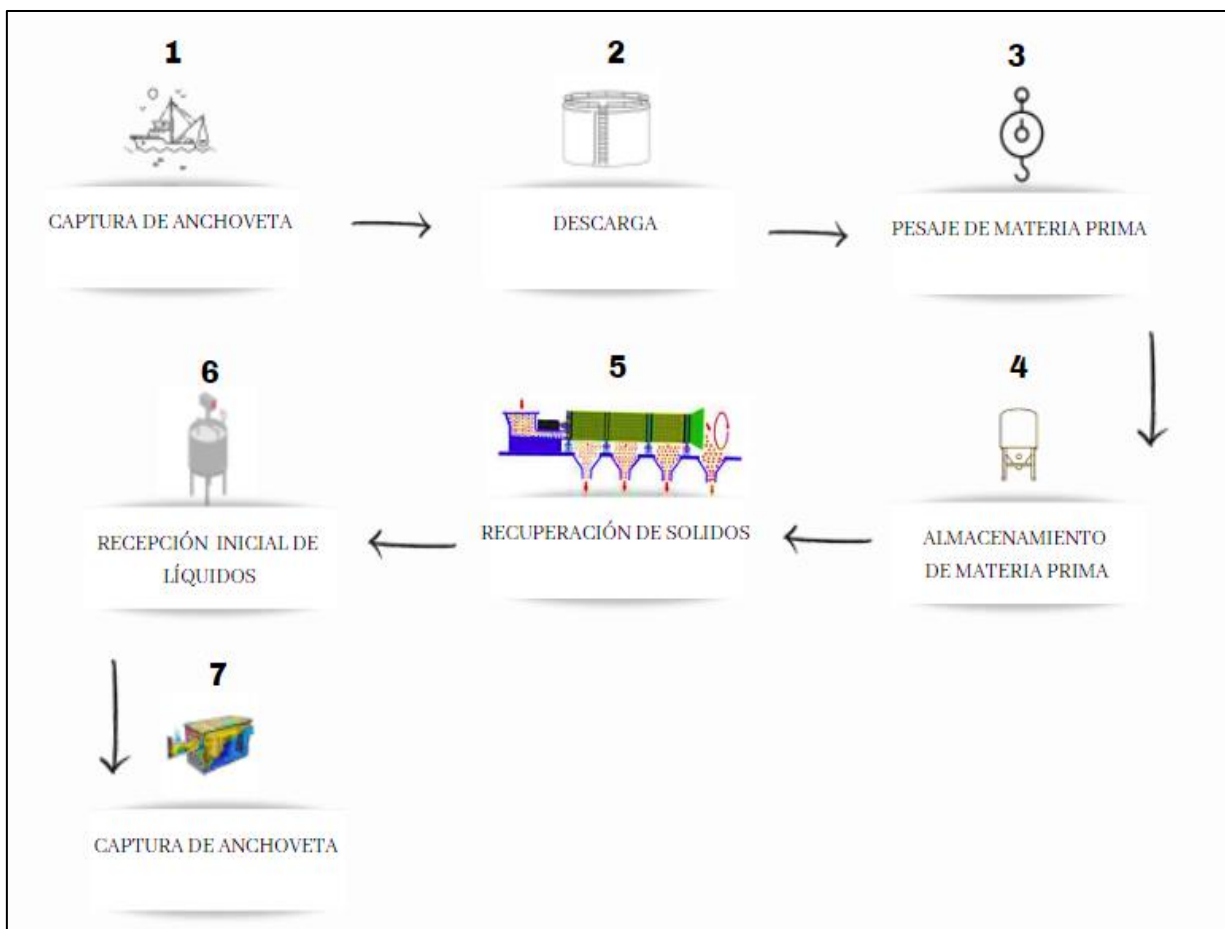 1
CAPTURA DE ANCHOVETA
2
DESCARGA
3
PESAJE DE MATERIA PRIMA
4
ALMACENAMIENTO
DE MATERIA PRIMA
5
RECUPERACIÓN DE SOLIDOS
6
RECEPCIÓN INICIAL DE
LÍQUIDOS
7
CAPTURA DE ANCHOVETA